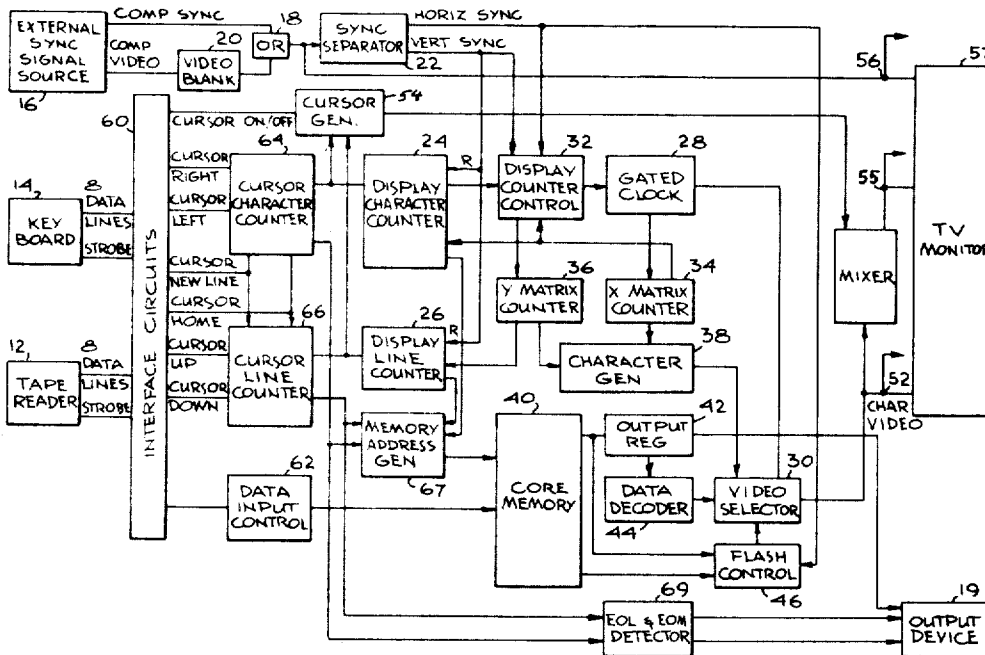 COMP SYNC
18
HORIZ SYNC
EXTERNAL
SYNC
SIGNAL
SOURCE
16
COMP
VIDEO
20
VIDEO
BLANK
OR
SYNC
SEPARATOR
22
VERT SYNC
56
57
60
CURSOR ON/OFF
CURSOR
GEN.
54
CURSOR
RIGHT
CURSOR
LEFT
64
CURSOR
CHARACTER
COUNTER
24
DISPLAY
CHARACTER
COUNTER
R
32
DISPLAY
COUNTER
CONTROL
28
GATED
CLOCK
55
TV
MONITOR
MIXER
14
KEY
BOARD
8
DATA
LINES
STROBE
INTERFACE CIRCUITS
CURSOR
NEW LINE
CURSOR
HOME
36
Y MATRIX
COUNTER
34
X MATRIX
COUNTER
12
TAPE
READER
8
DATA
LINES
STROBE
CURSOR
UP
CURSOR
DOWN
66
CURSOR
LINE
COUNTER
26
DISPLAY
LINE
COUNTER
R
38
CHARACTER
GEN
52
CHAR
VIDEO
MEMORY
ADDRESS
GEN
67
40
CORE
MEMORY
42
OUTPUT
REG
DATA
DECODER
44
30
VIDEO
SELECTOR
62
DATA
INPUT
CONTROL
FLASH
CONTROL
46
69
EOL & EOM
DETECTOR
19
OUTPUT
DEVICE